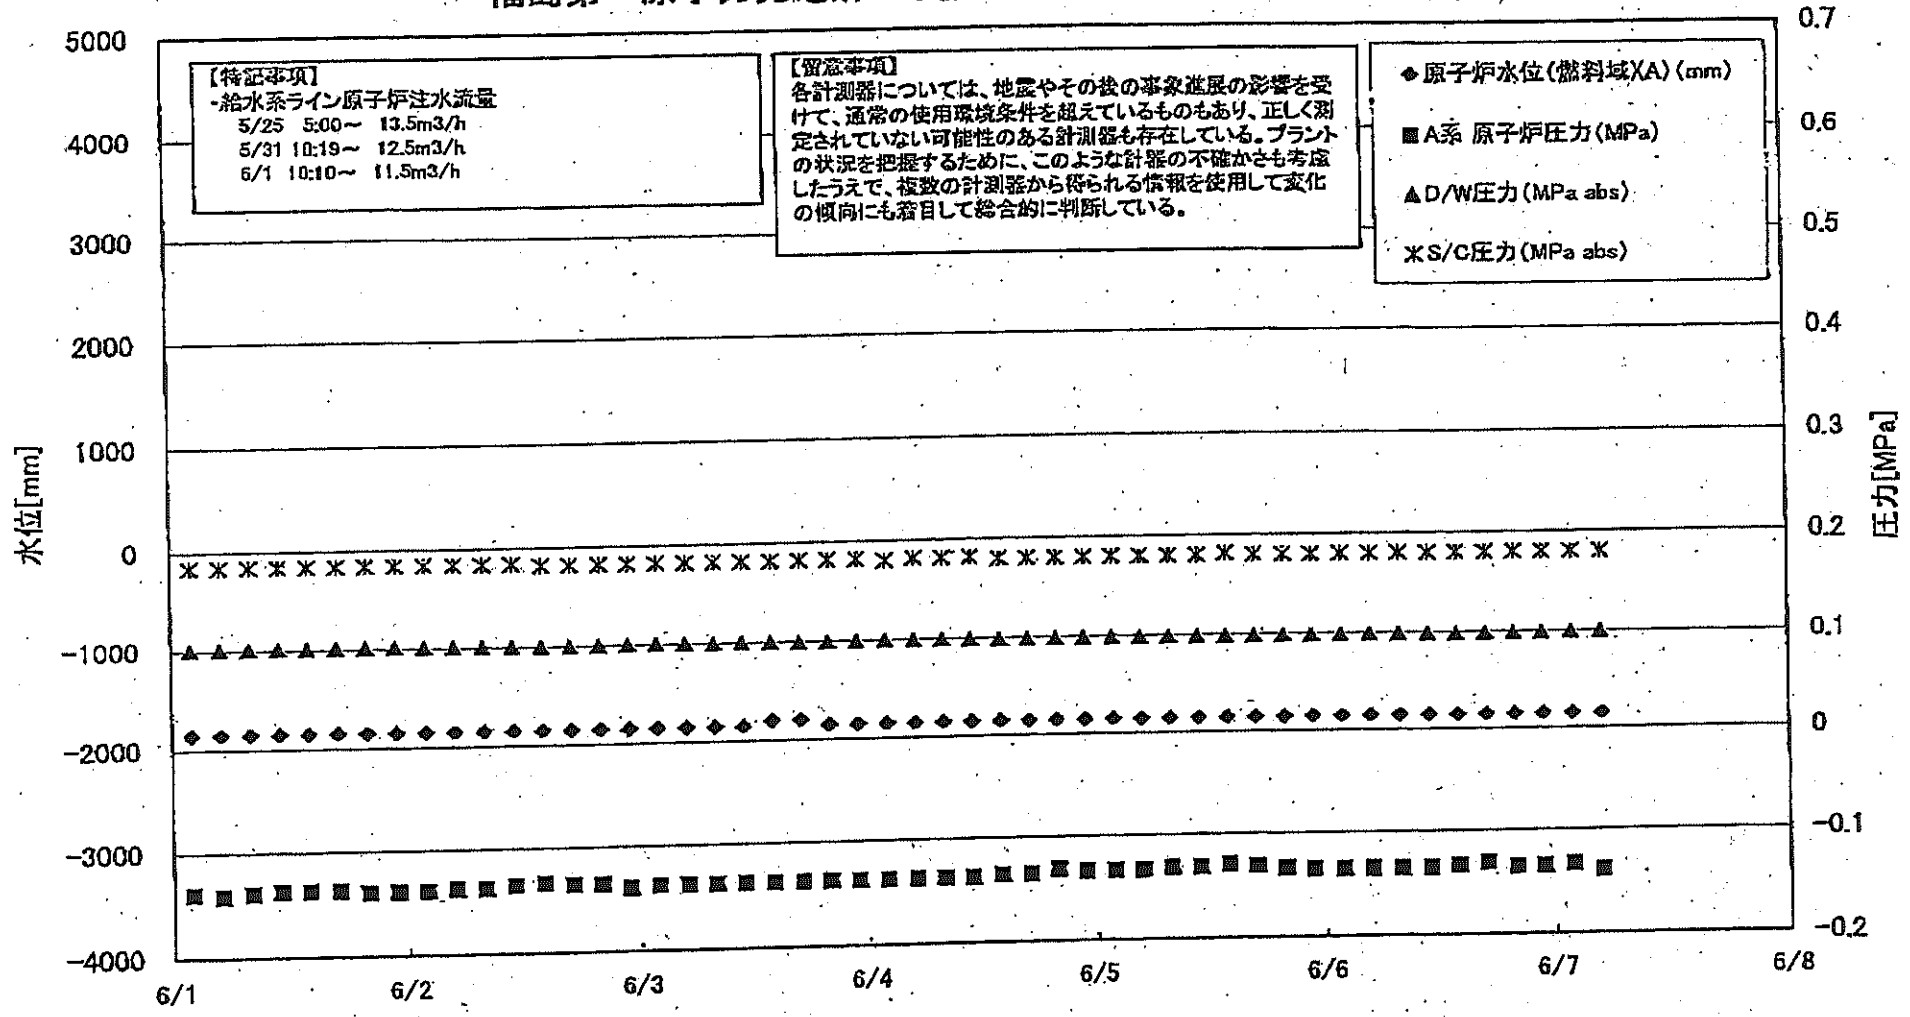 5000
4000
3000
2000
1000
0
-1000
-2000
-3000
-4000
水位[mm]
【特記事項】
-給水系ライン原子炉注水流量
5/25 5:00～ 13.5m3/h
5/31 10:19～ 12.5m3/h
6/1 10:10～ 11.5m3/h
【留意事項】
各計測器については、地震やその後の事象進展の影響を受
けて、通常の使用環境条件を超えているものもあり、正しく測
定されていない可能性のある計測器も存在している。プラント
の状況を把握するために、このような計器の不確かさも考慮
したうえで、複数の計測器から得られる情報を使用して変化
の傾向にも着目して総合的に判断している。
◆原子炉水位(燃料域)(A)(mm)
■A系 原子炉圧力(MPa)
▲D/W圧力(MPa abs)
S/C圧力(MPa abs)
0.7
0.6
0.5
0.4
0.3
0.2
0.1
0
-0.1
-0.2
圧力[MPa]
6/1
6/2
6/3
6/4
6/5
6/6
6/7
6/8